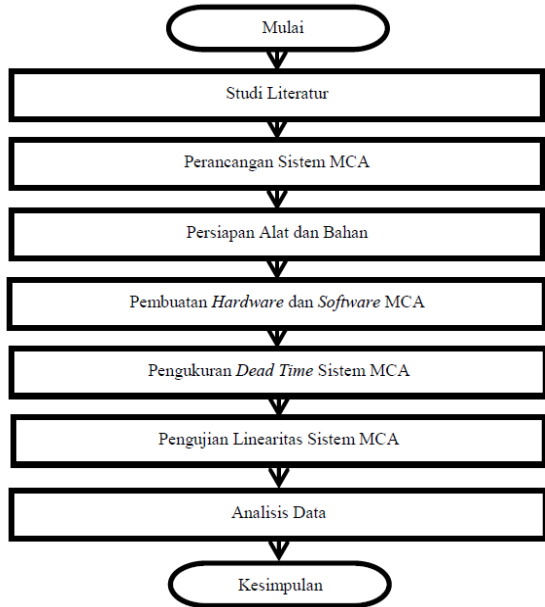 Mulai
Studi Literatur
Perancangan Sistem MCA
Persiapan Alat dan Bahan
Pembuatan Hardware dan Software MCA
Pengukuran Dead Time Sistem MCA
Pengujian Linearitas Sistem MCA
Analisis Data
Kesimpulan